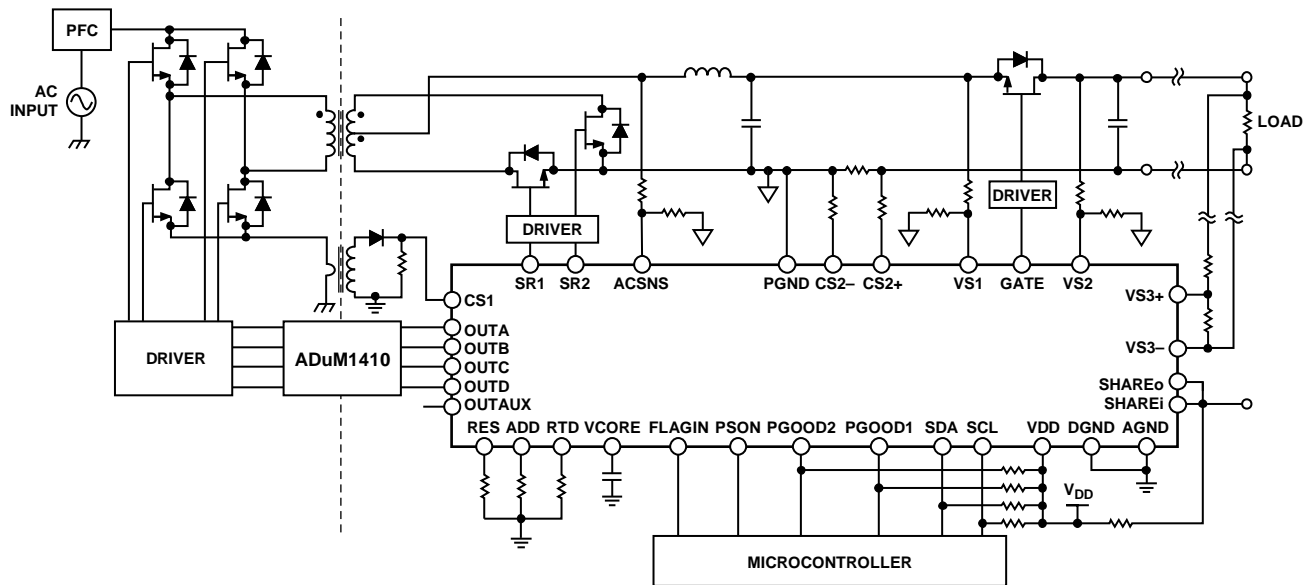 PFC
AC
INPUT
LOAD
DRIVER
DRIVER
SR1 SR2 ACSNS PGND CS2– CS2+ VS1 GATE VS2
CS1
VS3+
OUTA
OUTB
OUTC
OUTD
OUTAUX
DRIVER
ADuM1410
VS3–
SHAREo
SHAREi
RES ADD RTD VCORE FLAGIN PSON PGOOD2 PGOOD1 SDA SCL VDD DGND AGND
VDD
MICROCONTROLLER